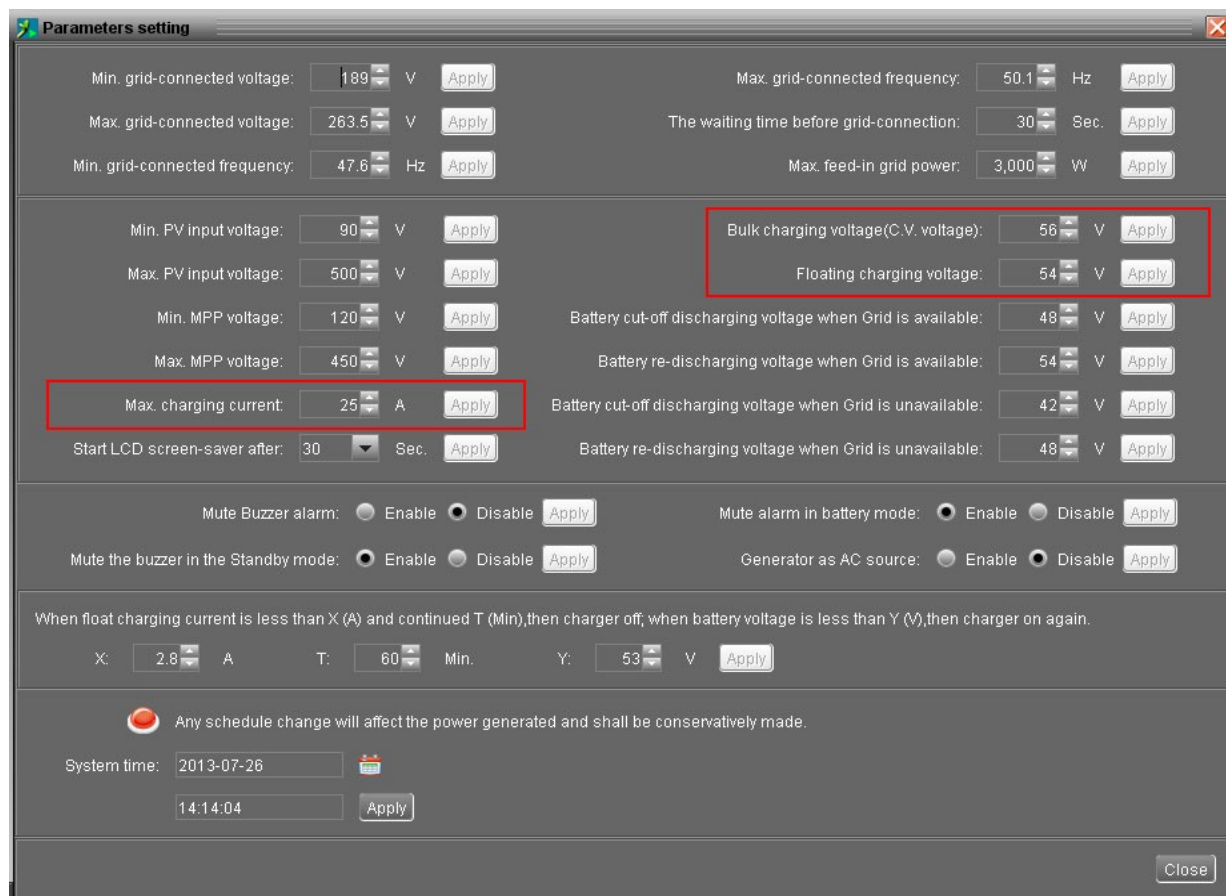 Parameters setting
Min. grid-connected voltage: 189 V Apply Max. grid-connected frequency: 50.1 Hz Apply
Max. grid-connected voltage: 263.5 V Apply The waiting time before grid-connection: 30 Sec. Apply
Min. grid-connected frequency: 47.6 Hz Apply Max. feed-in grid power: 3,000 W Apply
Min. PV input voltage: 90 V Apply Bulk charging voltage(C.V. voltage): 56 V Apply
Max. PV input voltage: 500 V Apply Floating charging voltage: 54 V Apply
Min. MPP voltage: 120 V Apply Battery cut-off discharging voltage when Grid is available: 48 V Apply
Max. MPP voltage: 450 V Apply Battery re-discharging voltage when Grid is available: 54 V Apply
Max. charging current: 25 A Apply Battery cut-off discharging voltage when Grid is unavailable: 42 V Apply
Start LCD screen-saver after: 30 Sec. Apply Battery re-discharging voltage when Grid is unavailable: 48 V Apply
Mute Buzzer alarm: Enable Disable Apply Mute alarm in battery mode: Enable Disable Apply
Mute the buzzer in the Standby mode: Enable Disable Apply Generator as AC source: Enable Disable Apply
When float charging current is less than X (A) and continued T (Min),then charger off, when battery voltage is less than Y (V),then charger on again.
X: 2.8 A T: 60 Min. Y: 53 V Apply
Any schedule change will affect the power generated and shall be conservatively made.
System time: 2013-07-26
14:14:04 Apply
Close